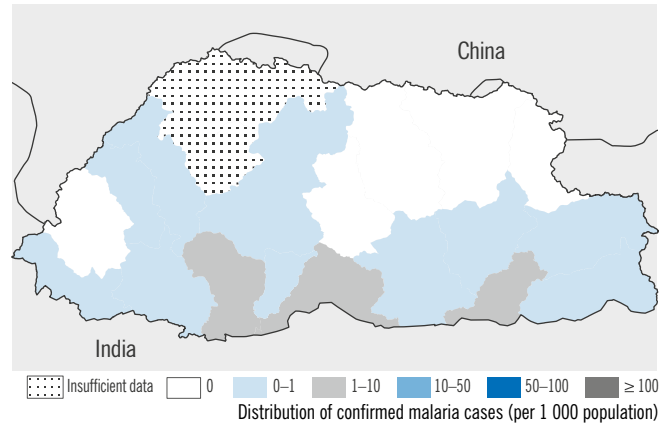 China
India
Insufficient data 0 0–1 1–10 10–50 50–100 ≥ 100
Distribution of confirmed malaria cases (per 1 000 population)